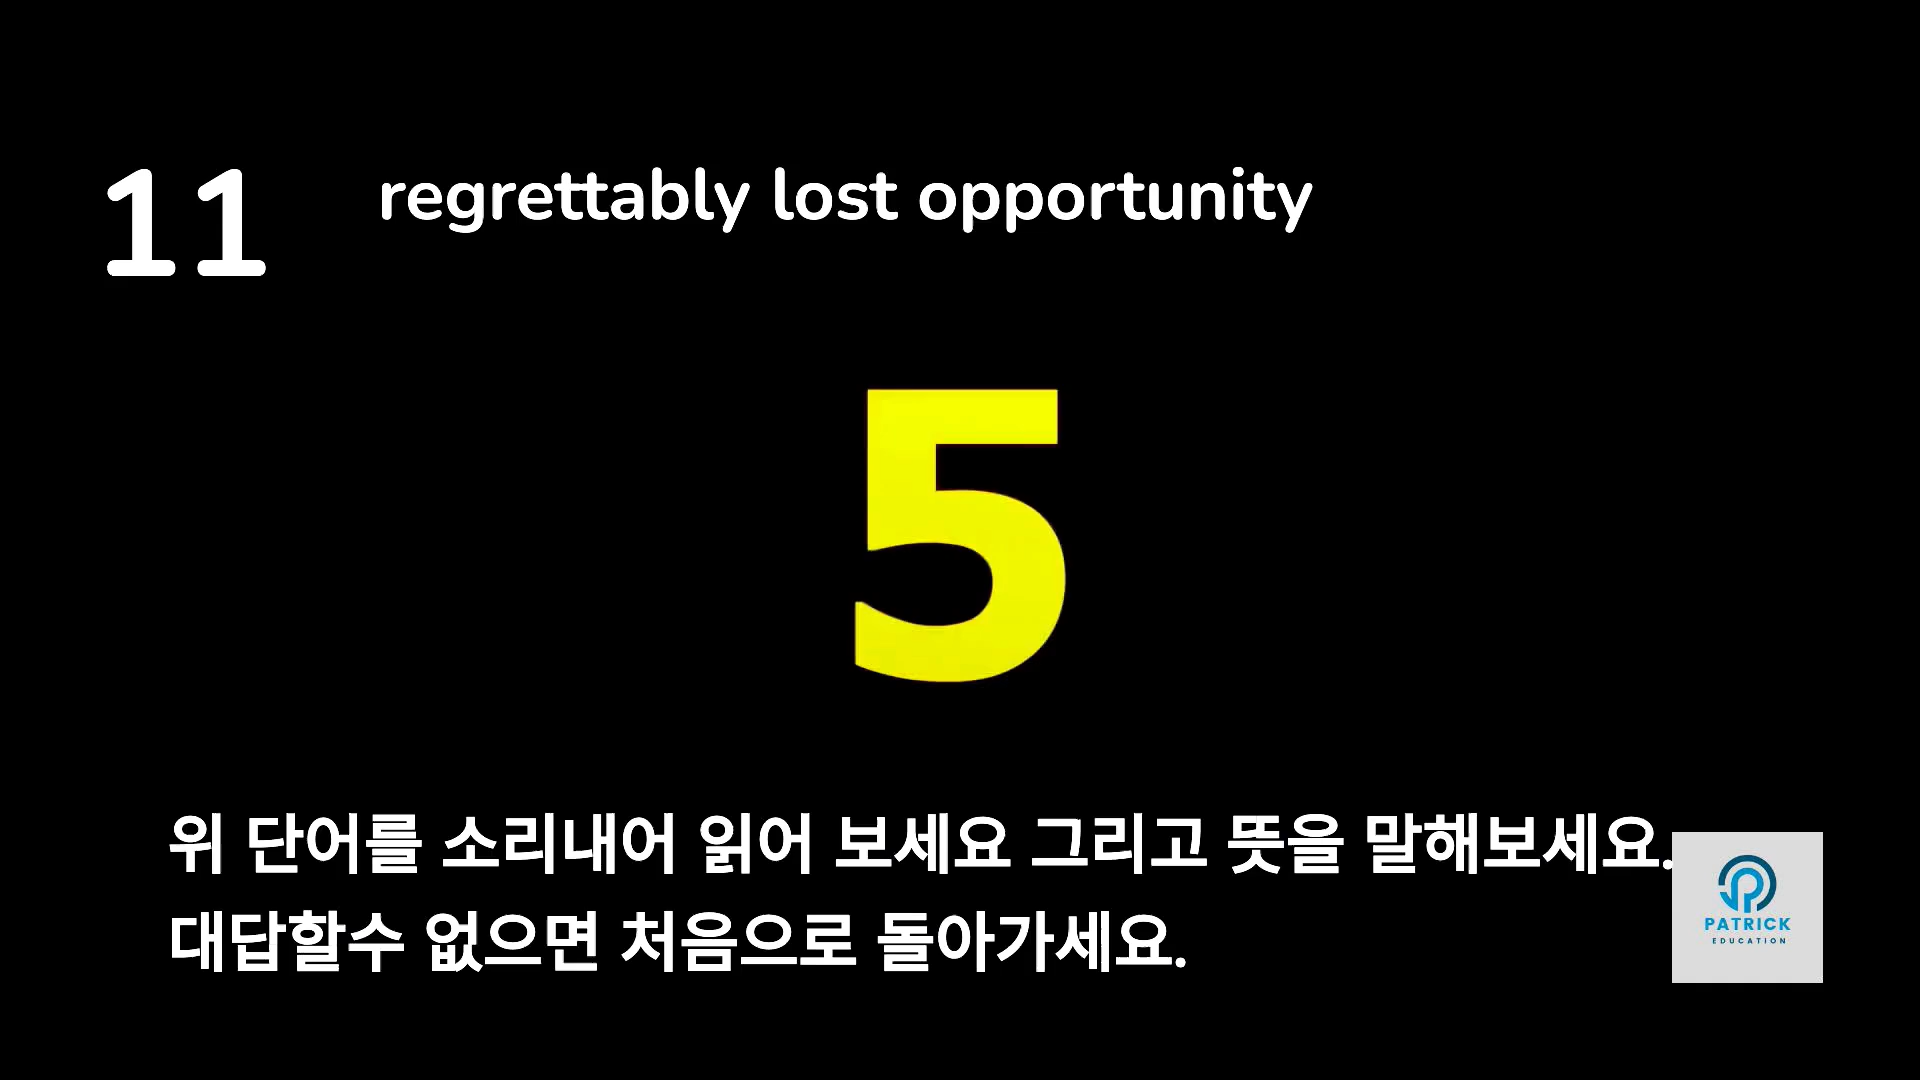 11
regrettably lost opportunity
5
위 단어를 소리내어 읽어 보세요 그리고 뜻을 말해보세요.
대답할수 없으면 처음으로 돌아가세요.
PATRICK
EDUCATION